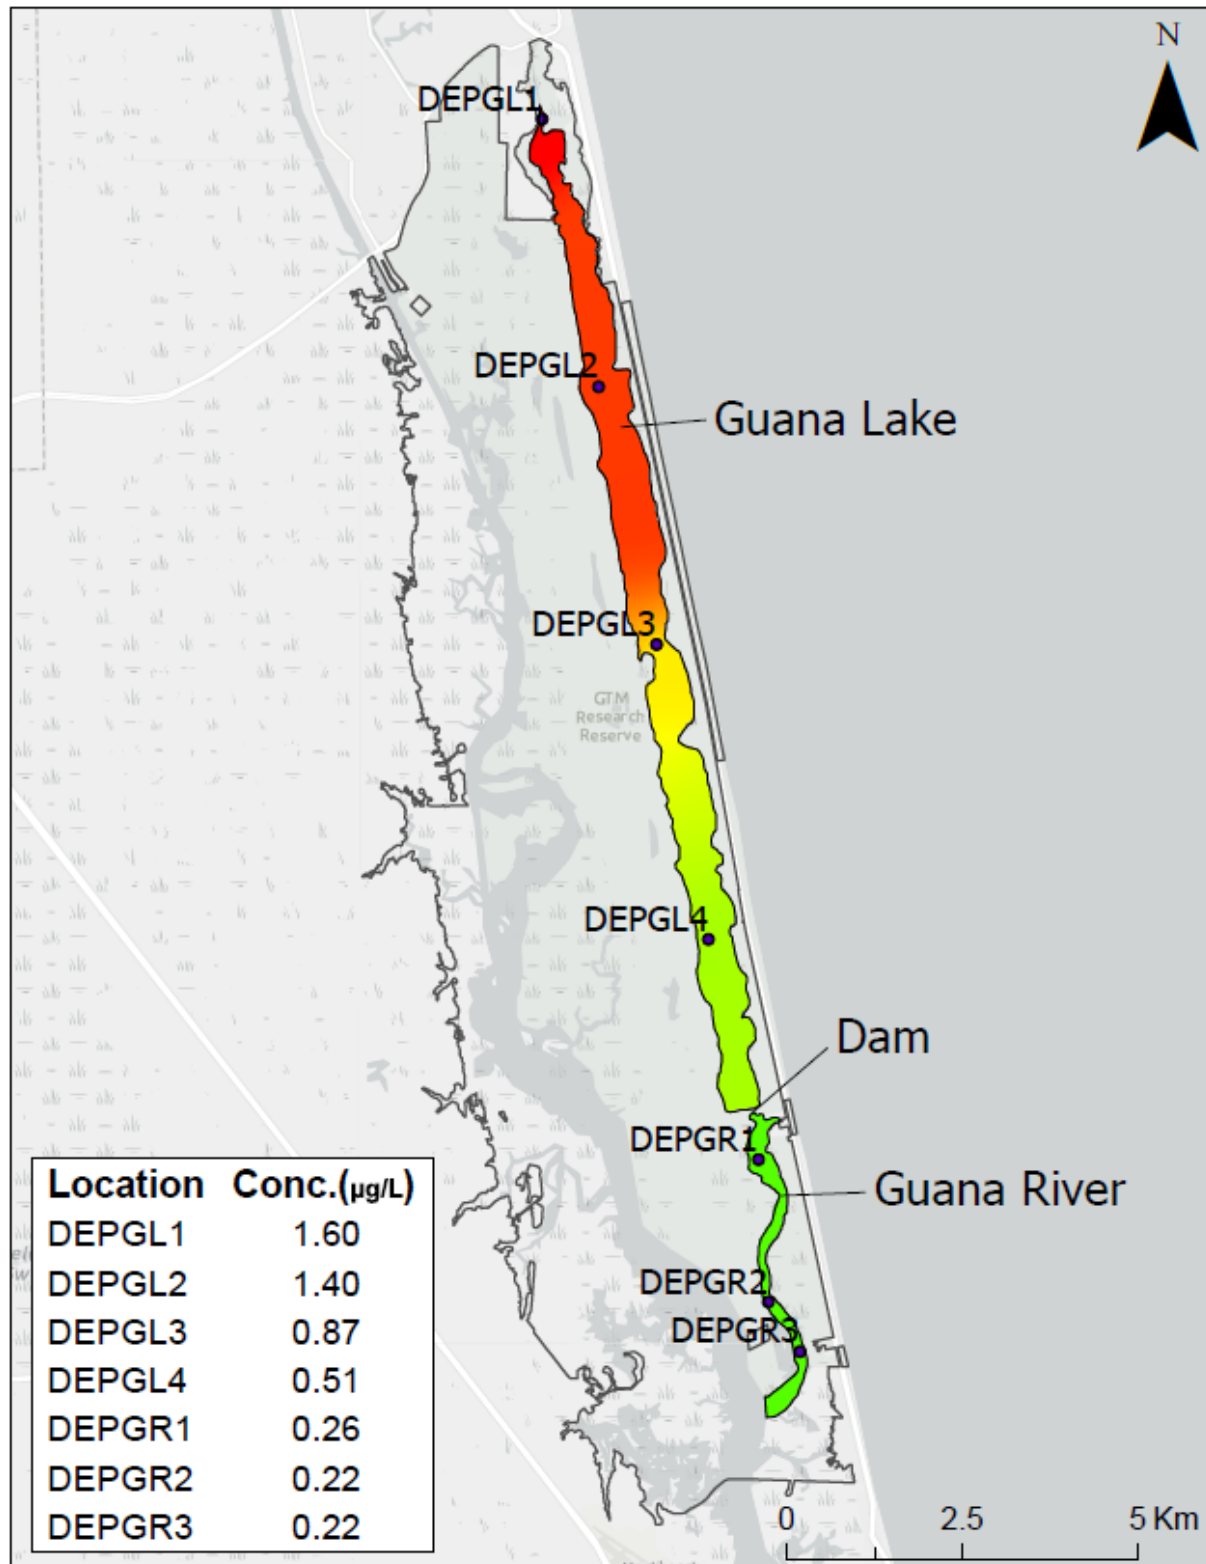 N
DEPGL1
DEPGL2
Guana Lake
DEPGL3
GTM
Research
Reserve
DEPGL4
Dam
DEPGR1
Guana River
DEPGR2
DEPGR3
Location Conc.(µg/L)
DEPGL1 1.60
DEPGL2 1.40
DEPGL3 0.87
DEPGL4 0.51
DEPGR1 0.26
DEPGR2 0.22
DEPGR3 0.22
0 2.5 5 Km